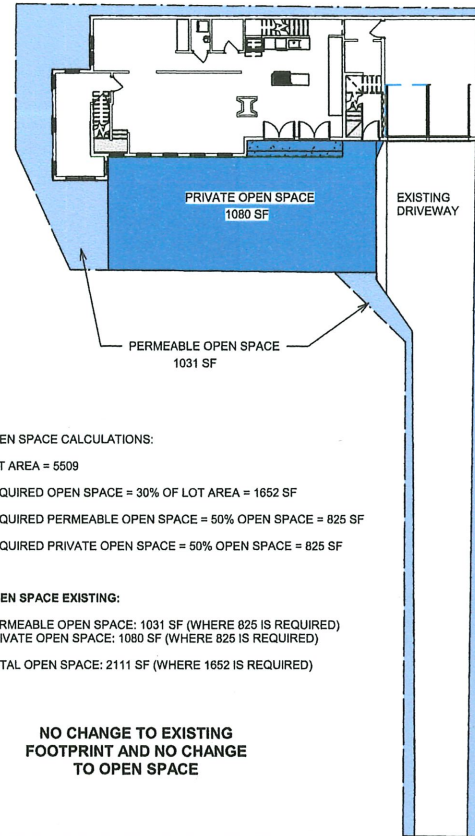 PRIVATE OPEN SPACE
1080 SF
EXISTING
DRIVEWAY
PERMEABLE OPEN SPACE
1031 SF
EN SPACE CALCULATIONS:
T AREA = 5509
QUIRED OPEN SPACE = 30% OF LOT AREA = 1652 SF
QUIRED PERMEABLE OPEN SPACE = 50% OPEN SPACE = 825 SF
QUIRED PRIVATE OPEN SPACE = 50% OPEN SPACE = 825 SF
EN SPACE EXISTING:
RMEABLE OPEN SPACE: 1031 SF (WHERE 825 IS REQUIRED)
IVATE OPEN SPACE: 1080 SF (WHERE 825 IS REQUIRED)
TAL OPEN SPACE: 2111 SF (WHERE 1652 IS REQUIRED)
NO CHANGE TO EXISTING
FOOTPRINT AND NO CHANGE
TO OPEN SPACE